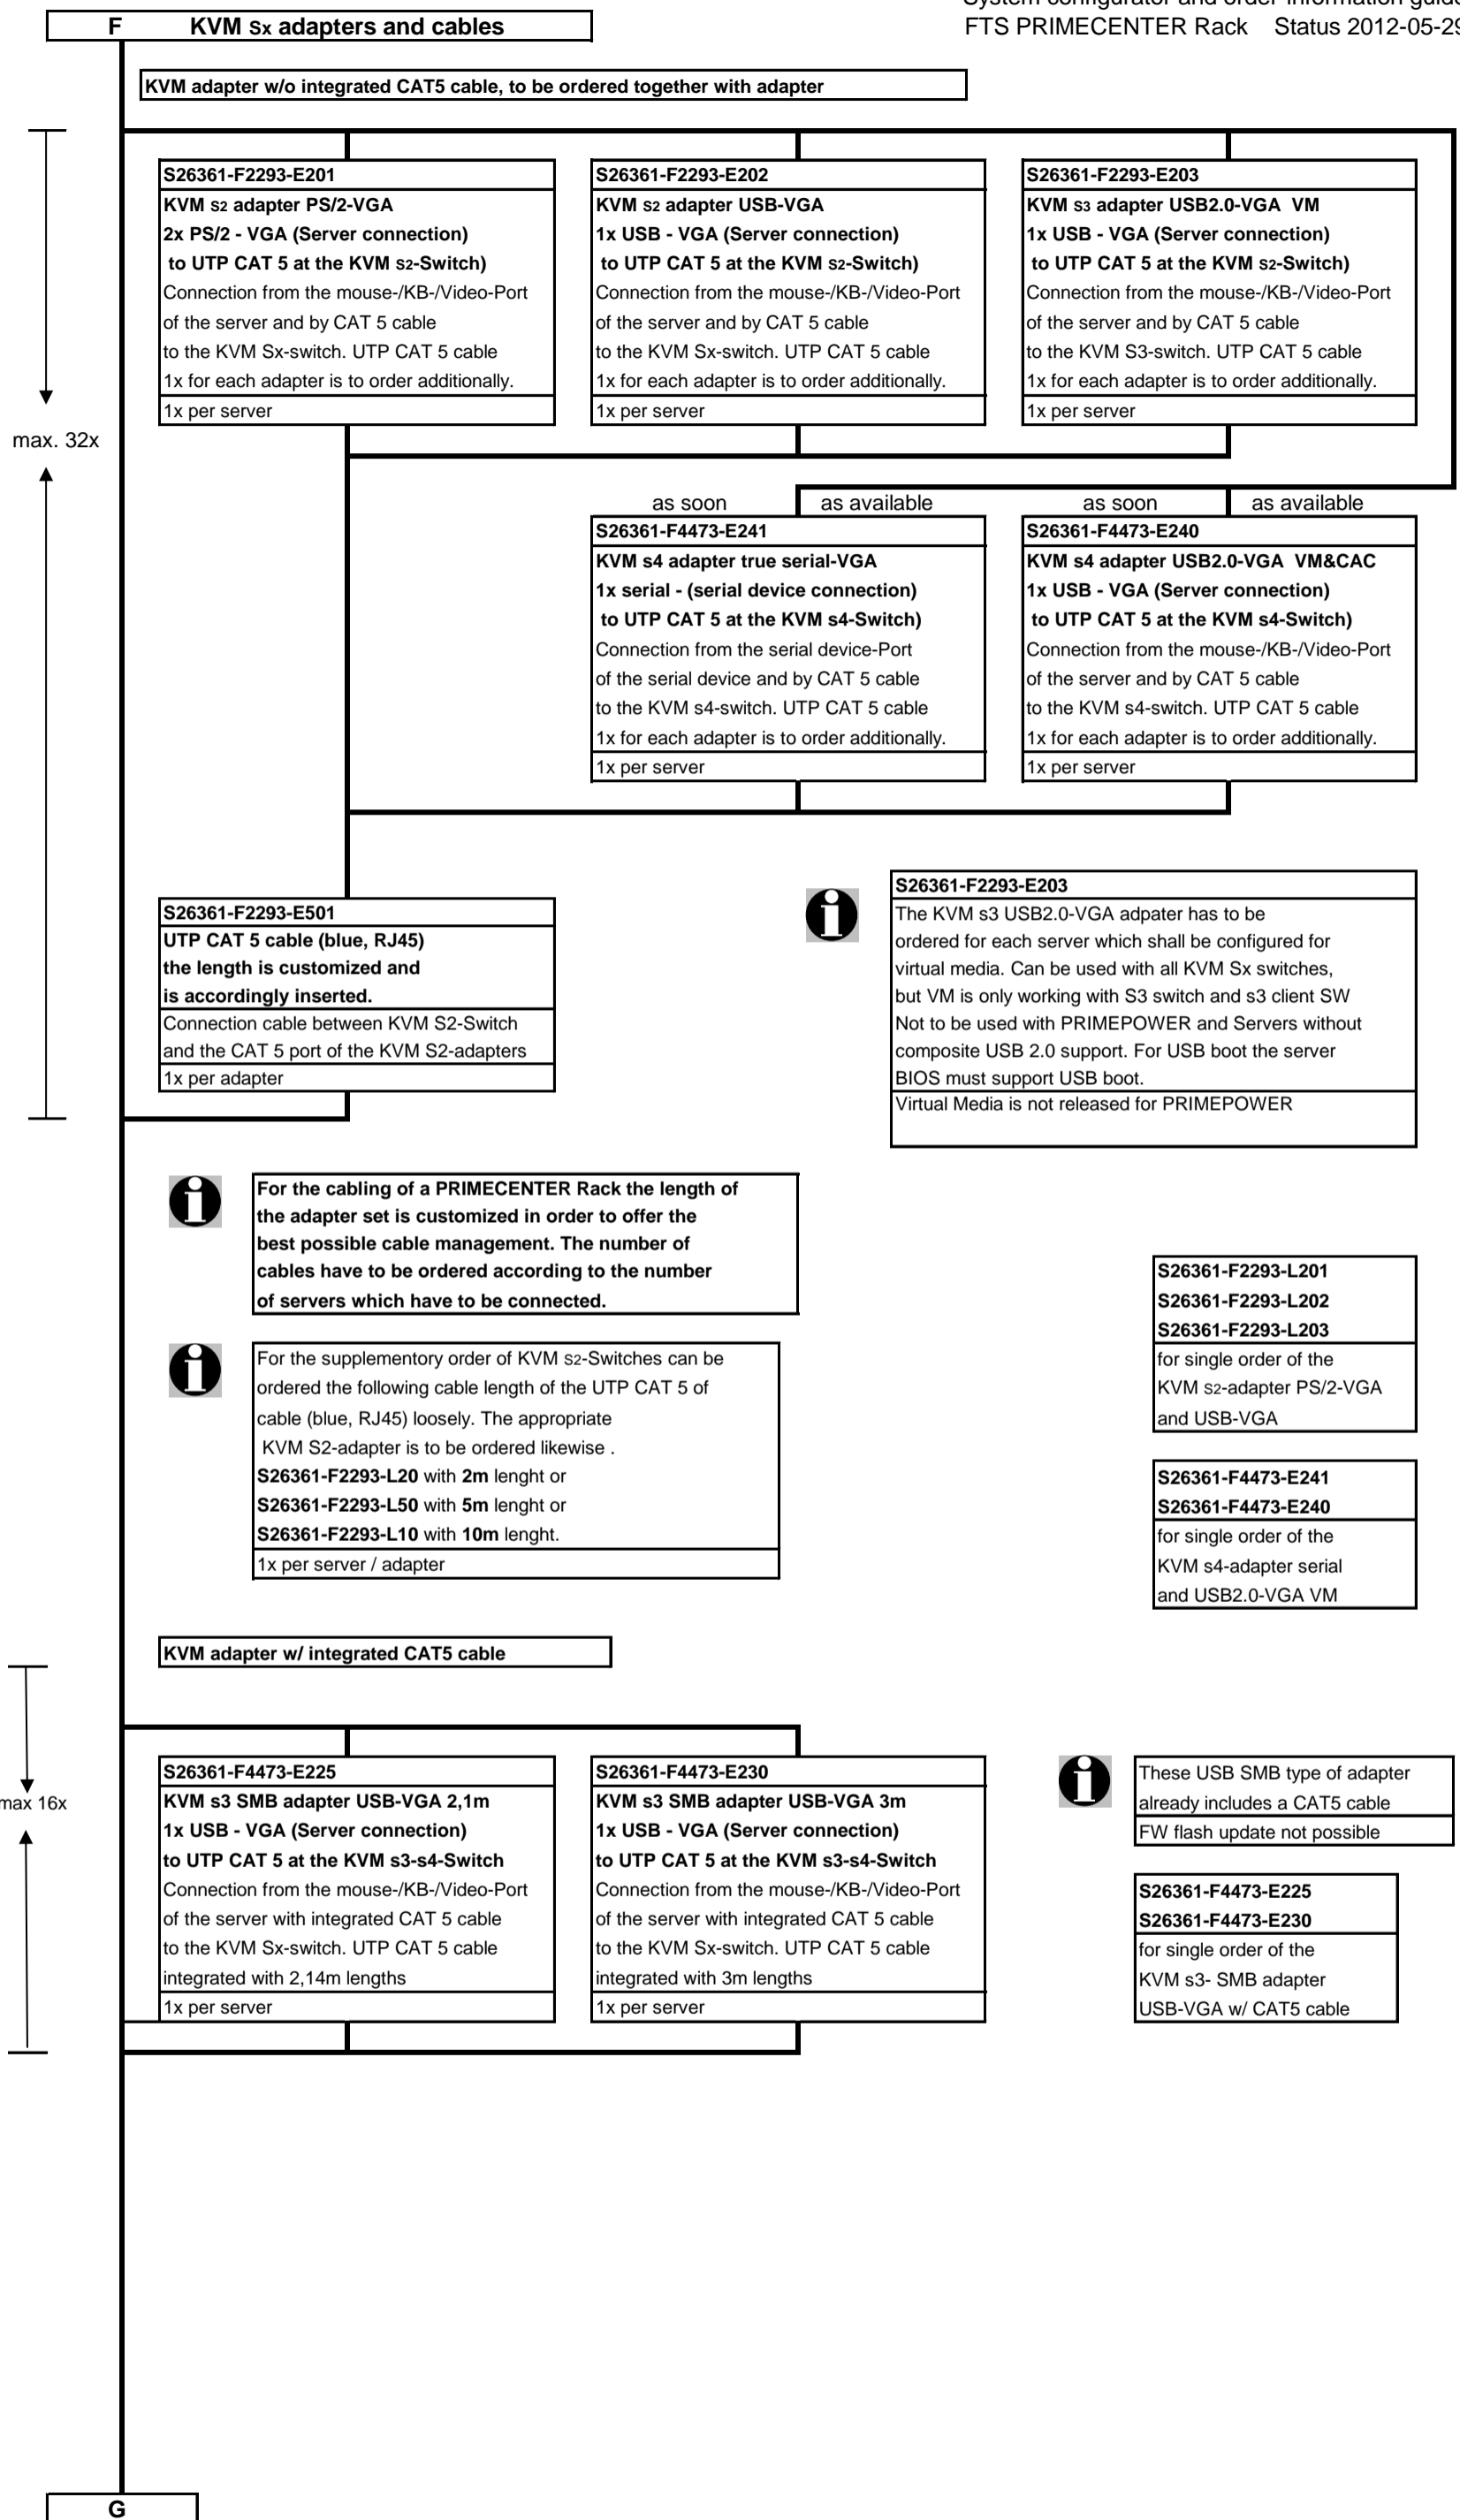 System configurator and order information guide
F KVM Sx adapters and cables
FTS PRIMECENTER Rack Status 2012-05-29
KVM adapter w/o integrated CAT5 cable, to be ordered together with adapter
max. 32x
S26361-F2293-E201
KVM S2 adapter PS/2-VGA
2x PS/2 - VGA (Server connection)
to UTP CAT 5 at the KVM S2-Switch)
Connection from the mouse-/KB-/Video-Port
of the server and by CAT 5 cable
to the KVM Sx-switch. UTP CAT 5 cable
1x for each adapter is to order additionally.
1x per server
S26361-F2293-E202
KVM S2 adapter USB-VGA
1x USB - VGA (Server connection)
to UTP CAT 5 at the KVM S2-Switch)
Connection from the mouse-/KB-/Video-Port
of the server and by CAT 5 cable
to the KVM Sx-switch. UTP CAT 5 cable
1x for each adapter is to order additionally.
1x per server
S26361-F2293-E203
KVM S3 adapter USB2.0-VGA VM
1x USB - VGA (Server connection)
to UTP CAT 5 at the KVM S2-Switch)
Connection from the mouse-/KB-/Video-Port
of the server and by CAT 5 cable
to the KVM S3-switch. UTP CAT 5 cable
1x for each adapter is to order additionally.
1x per server
as soon as available
S26361-F4473-E241
KVM s4 adapter true serial-VGA
1x serial - (serial device connection)
to UTP CAT 5 at the KVM s4-Switch)
Connection from the serial device-Port
of the serial device and by CAT 5 cable
to the KVM s4-switch. UTP CAT 5 cable
1x for each adapter is to order additionally.
1x per server
as soon as available
S26361-F4473-E240
KVM s4 adapter USB2.0-VGA VM&CAC
1x USB - VGA (Server connection)
to UTP CAT 5 at the KVM s4-Switch)
Connection from the mouse-/KB-/Video-Port
of the server and by CAT 5 cable
to the KVM s4-switch. UTP CAT 5 cable
1x for each adapter is to order additionally.
1x per server
S26361-F2293-E501
UTP CAT 5 cable (blue, RJ45)
the length is customized and
is accordingly inserted.
Connection cable between KVM S2-Switch
and the CAT 5 port of the KVM S2-adapters
1x per adapter
S26361-F2293-E203
The KVM s3 USB2.0-VGA adpater has to be
ordered for each server which shall be configured for
virtual media. Can be used with all KVM Sx switches,
but VM is only working with S3 switch and s3 client SW
Not to be used with PRIMEPOWER and Servers without
composite USB 2.0 support. For USB boot the server
BIOS must support USB boot.
Virtual Media is not released for PRIMEPOWER
For the cabling of a PRIMECENTER Rack the length of
the adapter set is customized in order to offer the
best possible cable management. The number of
cables have to be ordered according to the number
of servers which have to be connected.
For the supplementory order of KVM S2-Switches can be
ordered the following cable length of the UTP CAT 5 of
cable (blue, RJ45) loosely. The appropriate
KVM S2-adapter is to be ordered likewise .
S26361-F2293-L20 with 2m lenght or
S26361-F2293-L50 with 5m lenght or
S26361-F2293-L10 with 10m lenght.
1x per server / adapter
S26361-F2293-L201
S26361-F2293-L202
S26361-F2293-L203
for single order of the
KVM S2-adapter PS/2-VGA
and USB-VGA
S26361-F4473-E241
S26361-F4473-E240
for single order of the
KVM s4-adapter serial
and USB2.0-VGA VM
KVM adapter w/ integrated CAT5 cable
max 16x
S26361-F4473-E225
KVM s3 SMB adapter USB-VGA 2,1m
1x USB - VGA (Server connection)
to UTP CAT 5 at the KVM s3-s4-Switch
Connection from the mouse-/KB-/Video-Port
of the server with integrated CAT 5 cable
to the KVM Sx-switch. UTP CAT 5 cable
integrated with 2,14m lengths
1x per server
S26361-F4473-E230
KVM s3 SMB adapter USB-VGA 3m
1x USB - VGA (Server connection)
to UTP CAT 5 at the KVM s3-s4-Switch
Connection from the mouse-/KB-/Video-Port
of the server with integrated CAT 5 cable
to the KVM Sx-switch. UTP CAT 5 cable
integrated with 3m lengths
1x per server
These USB SMB type of adapter
already includes a CAT5 cable
FW flash update not possible
S26361-F4473-E225
S26361-F4473-E230
for single order of the
KVM s3- SMB adapter
USB-VGA w/ CAT5 cable
G